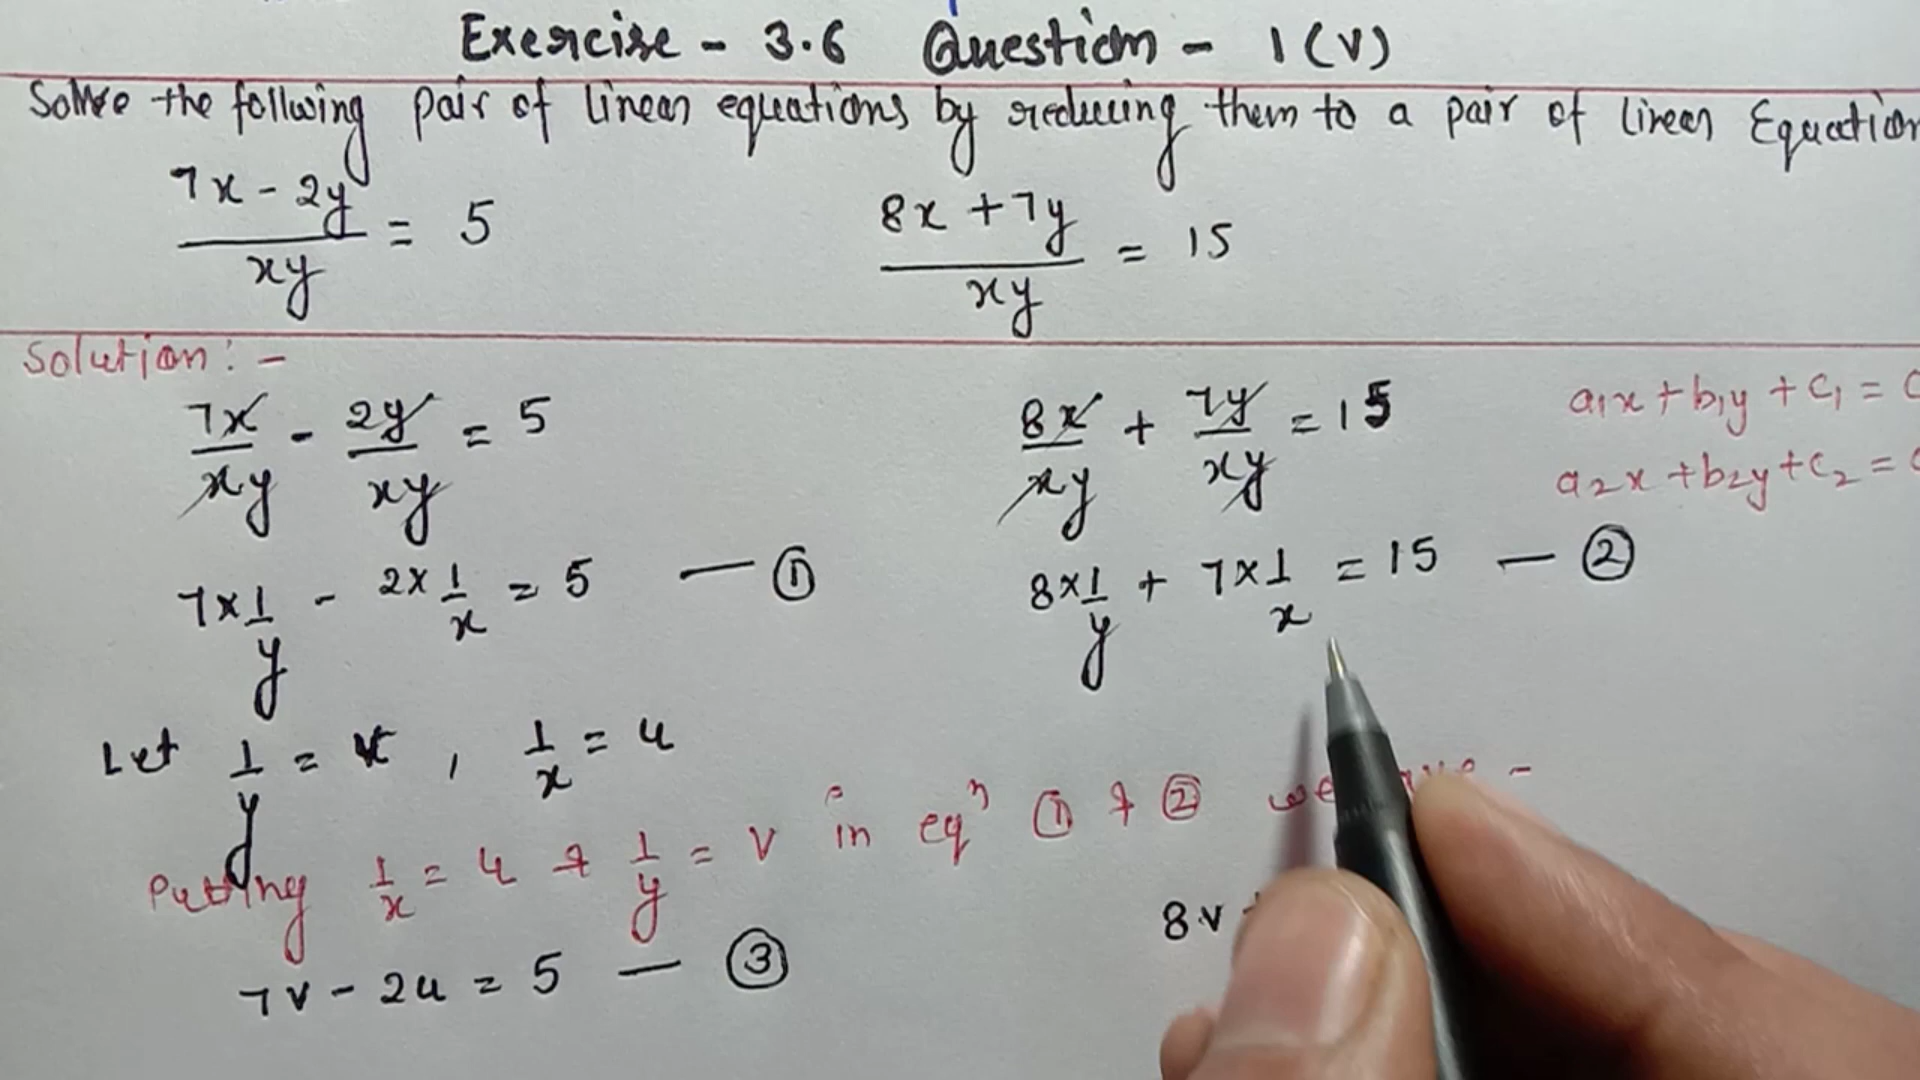 Exercise - 3.6 Question - 1(v)
Solve the follwing pair of linear equations by reducing them to a pair of linear Equation
7x - 2y / xy = 5
8x + 7y / xy = 15
Solution:-
7x/xy - 2y/xy = 5
8x/xy + 7y/xy = 15
a₁x + b₁y + c₁ =
a₂x + b₂y + c₂ =
7×1/y - 2×1/x = 5 — ①
8×1/y + 7×1/x = 15 — ②
Let 1/y = v, 1/x = u
Putting 1/x = u & 1/y = v in eqⁿ ① & ② we
7v - 2u = 5 — ③
8v